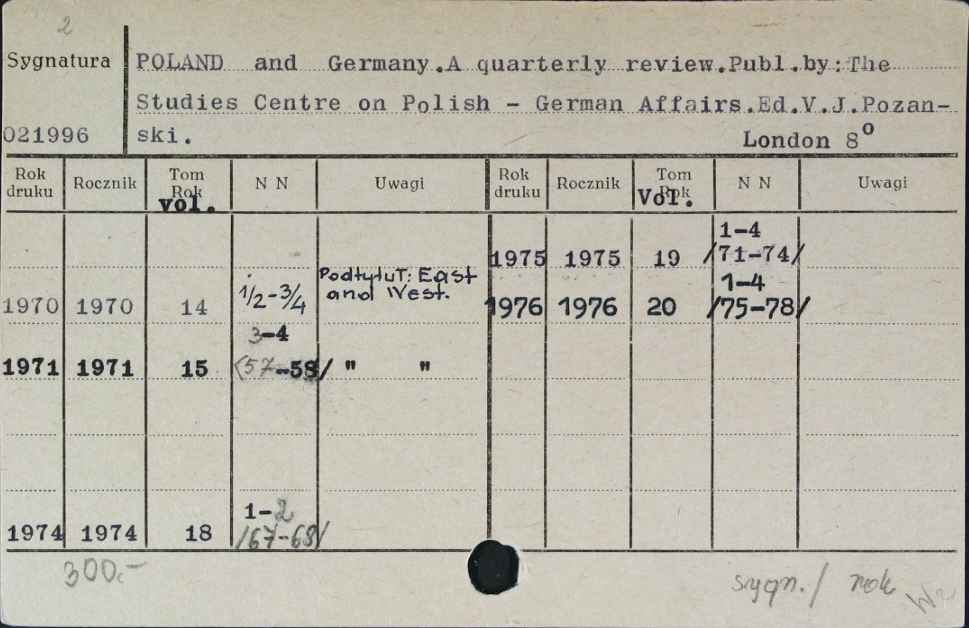 2
Sygnatura
POLAND and Germany.A quarterly review.Publ.by:The
Studies Centre on Polish - German Affairs.Ed.V.J.Pozan-
021996
ski.
London 8⁰
Rok druku Rocznik Tom Rok vol. N N Uwagi Rok druku Rocznik Tom Rok Vol. N N Uwagi
1975 1975 19 1-4 /71-74/
1970 1970 14 1/2-3/4 Podtytuł: East and West.
1976 1976 20 1-4 /75-78/
1971 1971 15 3-4 /57-58/ " "
1974 1974 18 1-2 /67-68/
300.-
sygn./ rok